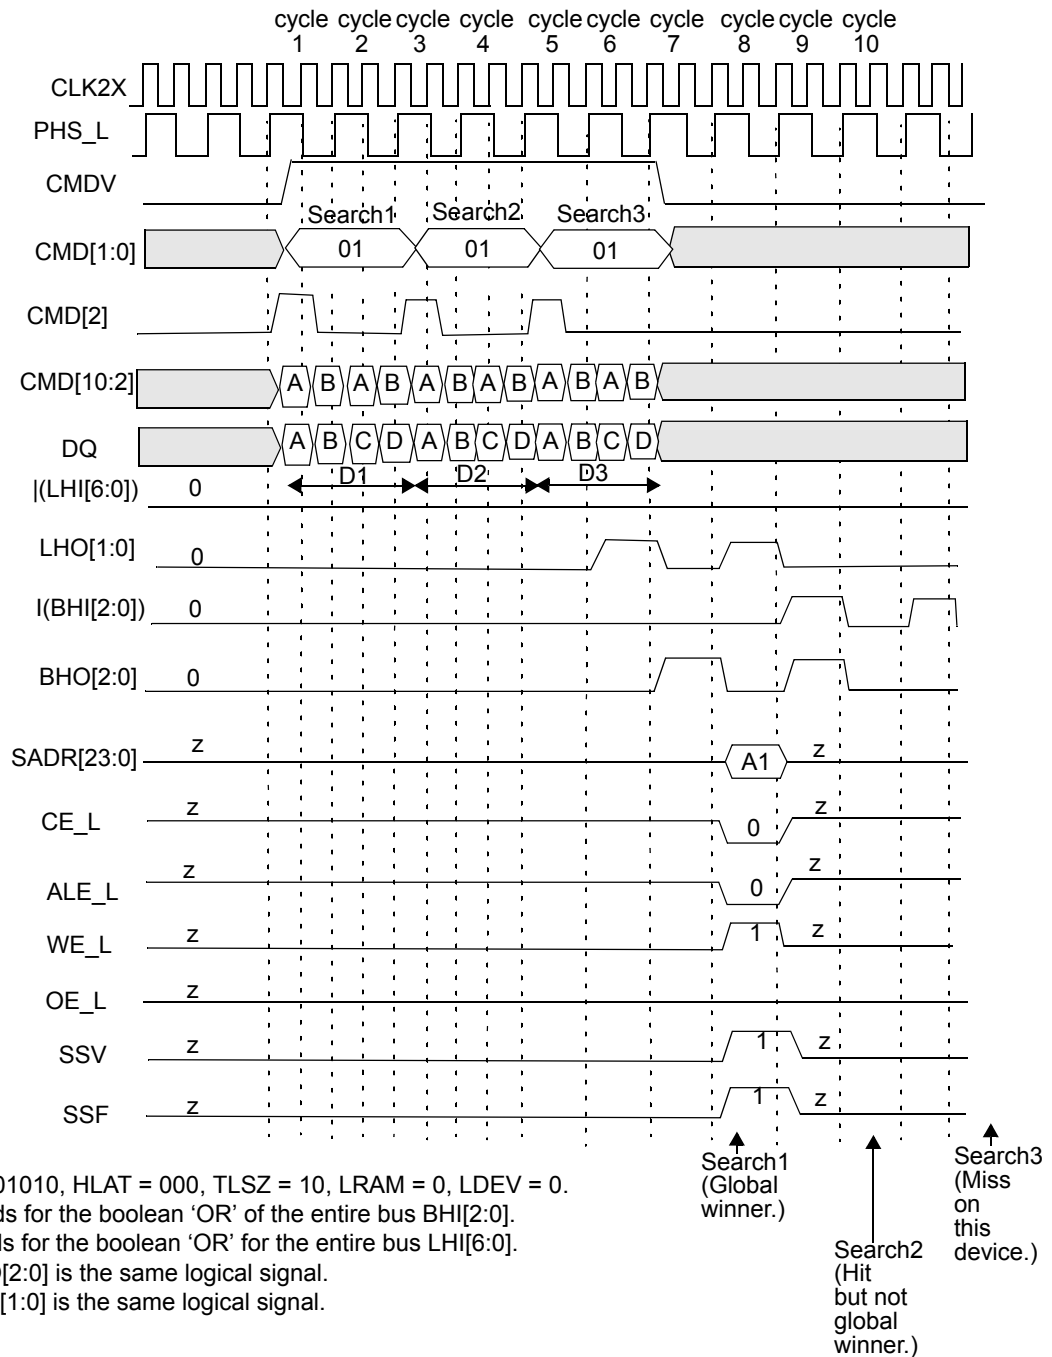 cycle cycle cycle cycle cycle cycle cycle cycle cycle cycle
1 2 3 4 5 6 7 8 9 10
CLK2X
PHS_L
CMDV
Search1 Search2 Search3
CMD[1:0] 01 01 01
CMD[2]
CMD[10:2] A B A B A B A B A B A B
DQ A B C D A B C D A B C D
D1 D2 D3
|(LHI[6:0]) 0
LHO[1:0] 0
I(BHI[2:0]) 0
BHO[2:0] 0
SADR[23:0] z A1 z
CE_L z 0 z
ALE_L z 0 z
WE_L z 1 z
OE_L z
SSV z 1 z
SSF z 1 z
Search1
(Global
winner.)
Search2
(Hit
but not
global
winner.)
Search3
(Miss
on
this
device.)
01010, HLAT = 000, TLSZ = 10, LRAM = 0, LDEV = 0.
ds for the boolean ‘OR’ of the entire bus BHI[2:0].
ds for the boolean ‘OR’ for the entire bus LHI[6:0].
[2:0] is the same logical signal.
[1:0] is the same logical signal.